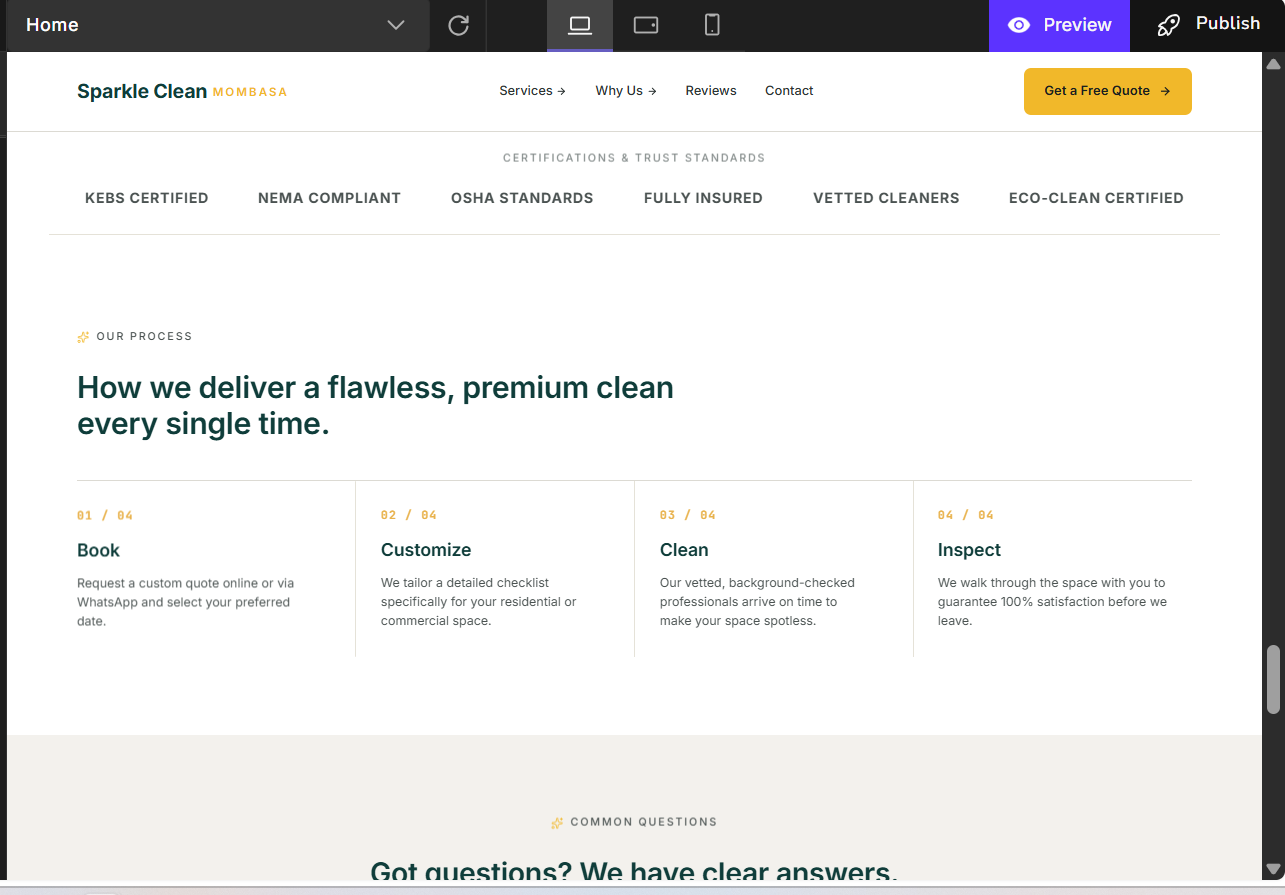 Home
Preview
Publish
Sparkle Clean MOMBASA
Services →
Why Us →
Reviews
Contact
Get a Free Quote →
CERTIFICATIONS & TRUST STANDARDS
KEBS CERTIFIED
NEMA COMPLIANT
OSHA STANDARDS
FULLY INSURED
VETTED CLEANERS
ECO-CLEAN CERTIFIED
OUR PROCESS
How we deliver a flawless, premium clean
every single time.
01 / 04
Book
Request a custom quote online or via
WhatsApp and select your preferred
date.
02 / 04
Customize
We tailor a detailed checklist
specifically for your residential or
commercial space.
03 / 04
Clean
Our vetted, background-checked
professionals arrive on time to
make your space spotless.
04 / 04
Inspect
We walk through the space with you to
guarantee 100% satisfaction before we
leave.
COMMON QUESTIONS
Got questions? We have clear answers.